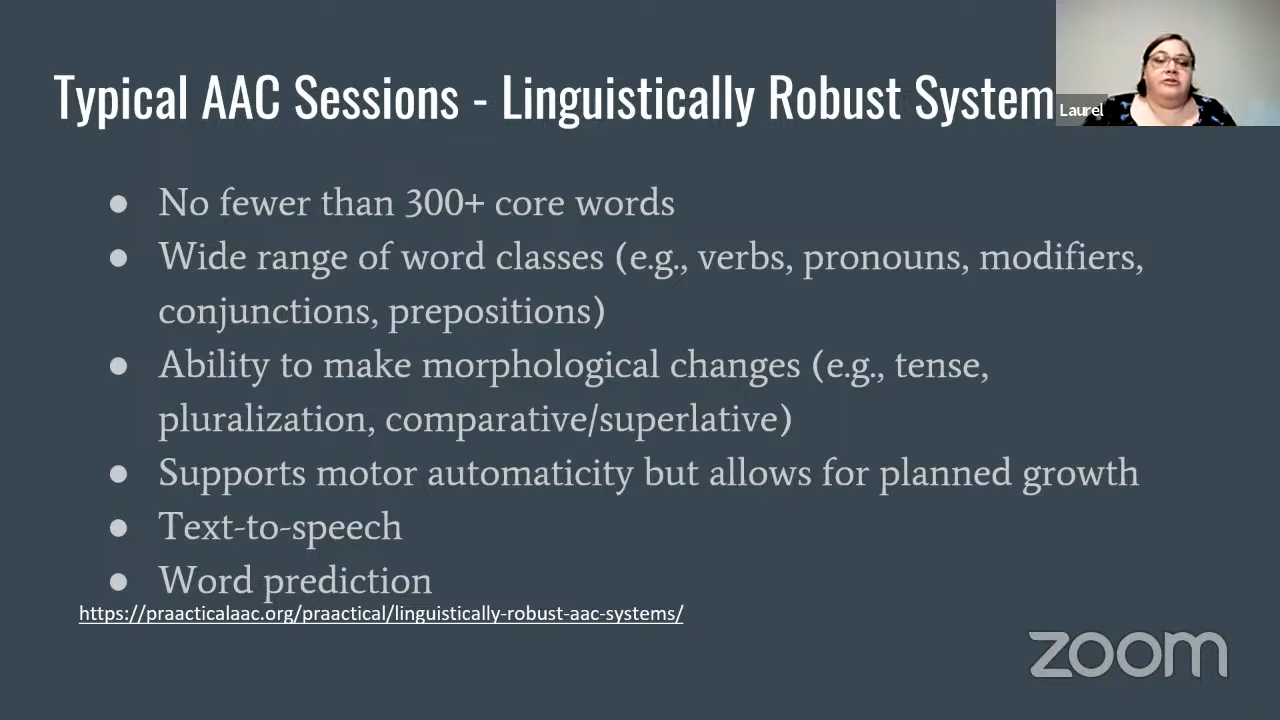 Typical AAC Sessions - Linguistically Robust System
Laurel
● No fewer than 300+ core words
● Wide range of word classes (e.g., verbs, pronouns, modifiers,
conjunctions, prepositions)
● Ability to make morphological changes (e.g., tense,
pluralization, comparative/superlative)
● Supports motor automaticity but allows for planned growth
● Text-to-speech
● Word prediction
https://praacticalaac.org/praactical/linguistically-robust-aac-systems/
zoom